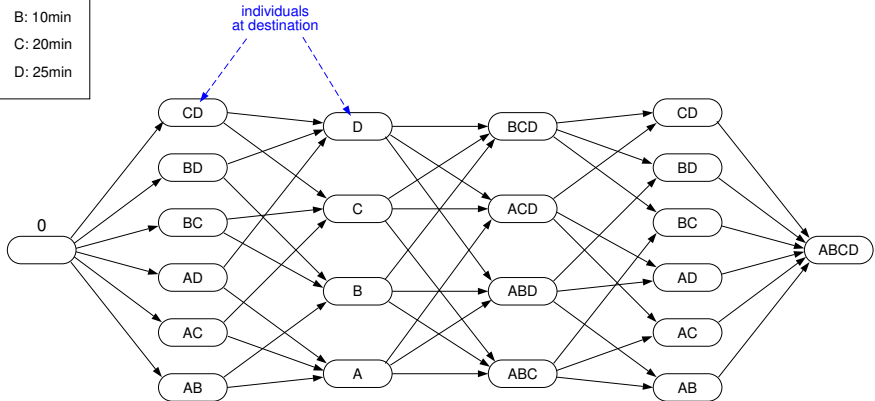 B: 10min
C: 20min
D: 25min
individuals
at destination
0
CD
BD
BC
AD
AC
AB
D
C
B
A
BCD
ACD
ABD
ABC
CD
BD
BC
AD
AC
AB
ABCD